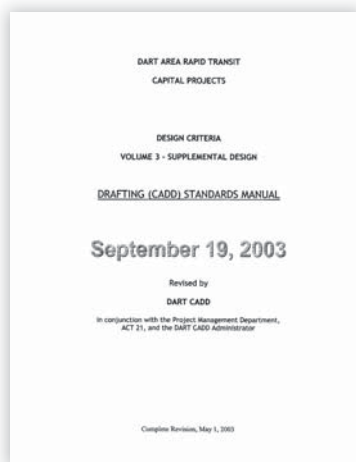 DART AREA RAPID TRANSIT
CAPITAL PROJECTS
DESIGN CRITERIA
VOLUME 3 - SUPPLEMENTAL DESIGN
DRAFTING (CADD) STANDARDS MANUAL
September 19, 2003
Revised by
DART CADD
in conjunction with the Project Management Department,
ACT 21, and the DART CADD Administrator
Complete Revision, May 1, 2003